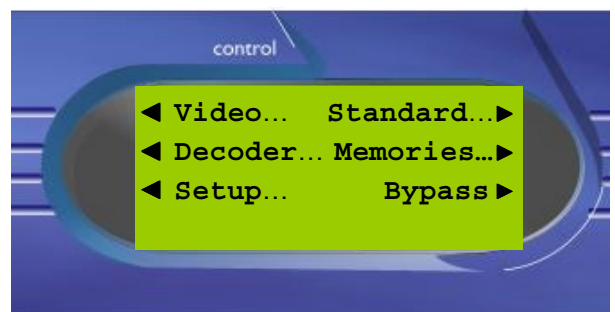 control
◄ Video... Standard...►
◄ Decoder... Memories...►
◄ Setup... Bypass►